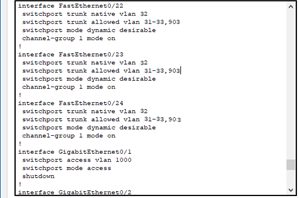 interface FastEthernet0/22
switchport trunk native vlan 32
switchport trunk allowed vlan 31-33,903
switchport mode dynamic desirable
channel-group 1 mode on
!
interface FastEthernet0/23
switchport trunk native vlan 32
switchport trunk allowed vlan 31-33,903
switchport mode dynamic desirable
channel-group 1 mode on
!
interface FastEthernet0/24
switchport trunk native vlan 32
switchport trunk allowed vlan 31-33,903
switchport mode dynamic desirable
channel-group 1 mode on
!
interface GigabitEthernet0/1
switchport access vlan 1000
switchport mode access
shutdown
!
interface GigabitEthernet0/2